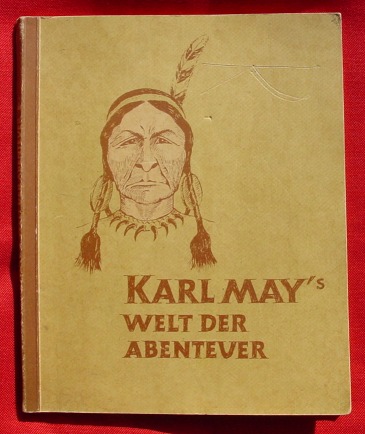 KARL MAY's
WELT DER
ABENTEUER